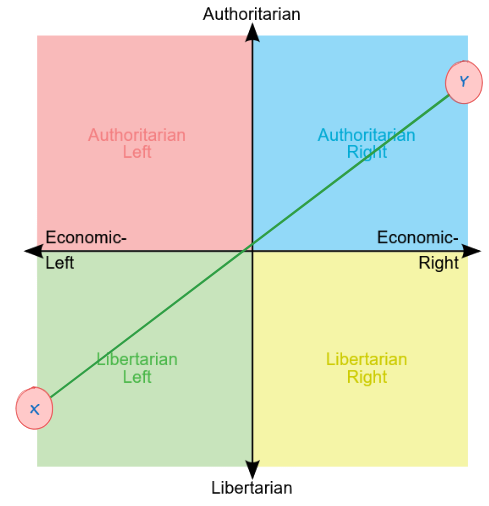 Authoritarian
Y
Authoritarian
Left
Authoritarian
Right
Economic-
Left
Economic-
Right
Libertarian
Left
Libertarian
Right
X
Libertarian